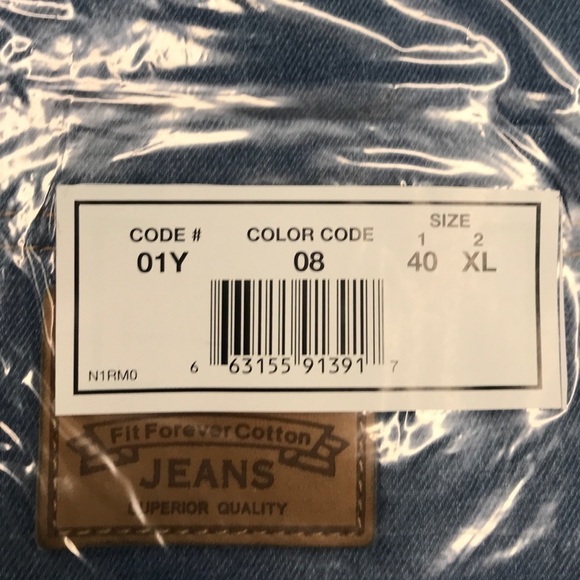 CODE # COLOR CODE SIZE
1 2
01Y 08 40 XL
N1RM0 6 63155 91391 7
Fit Forever Cotton
JEANS
SUPERIOR QUALITY